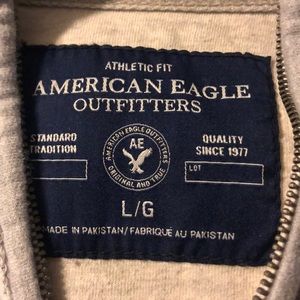 ATHLETIC FIT
AMERICAN EAGLE
OUTFITTERS
STANDARD
TRADITION
AMERICAN EAGLE OUTFITTERS
AE
ORIGINAL AND TRUE
QUALITY
SINCE 1977
LOT
L/G
MADE IN PAKISTAN/FABRIQUÉ AU PAKISTAN